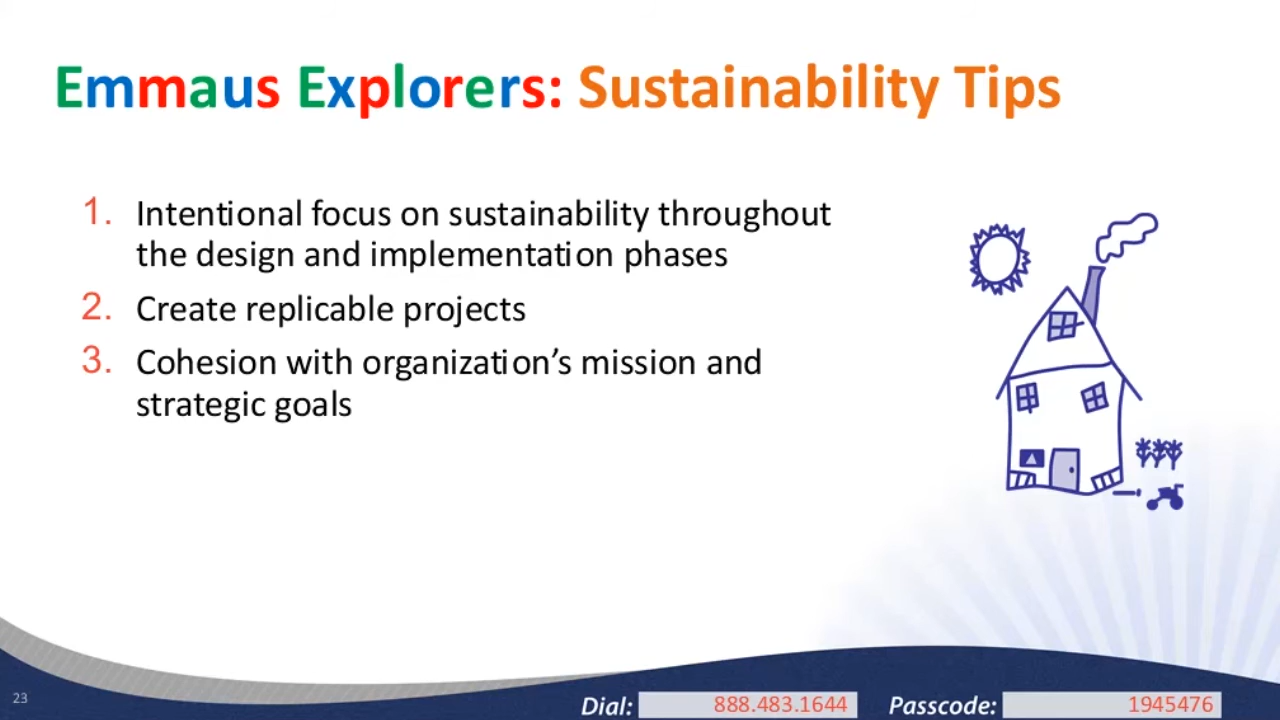 Emmaus Explorers: Sustainability Tips
1. Intentional focus on sustainability throughout
the design and implementation phases
2. Create replicable projects
3. Cohesion with organization’s mission and
strategic goals
23
Dial: 888.483.1644 Passcode: 1945476